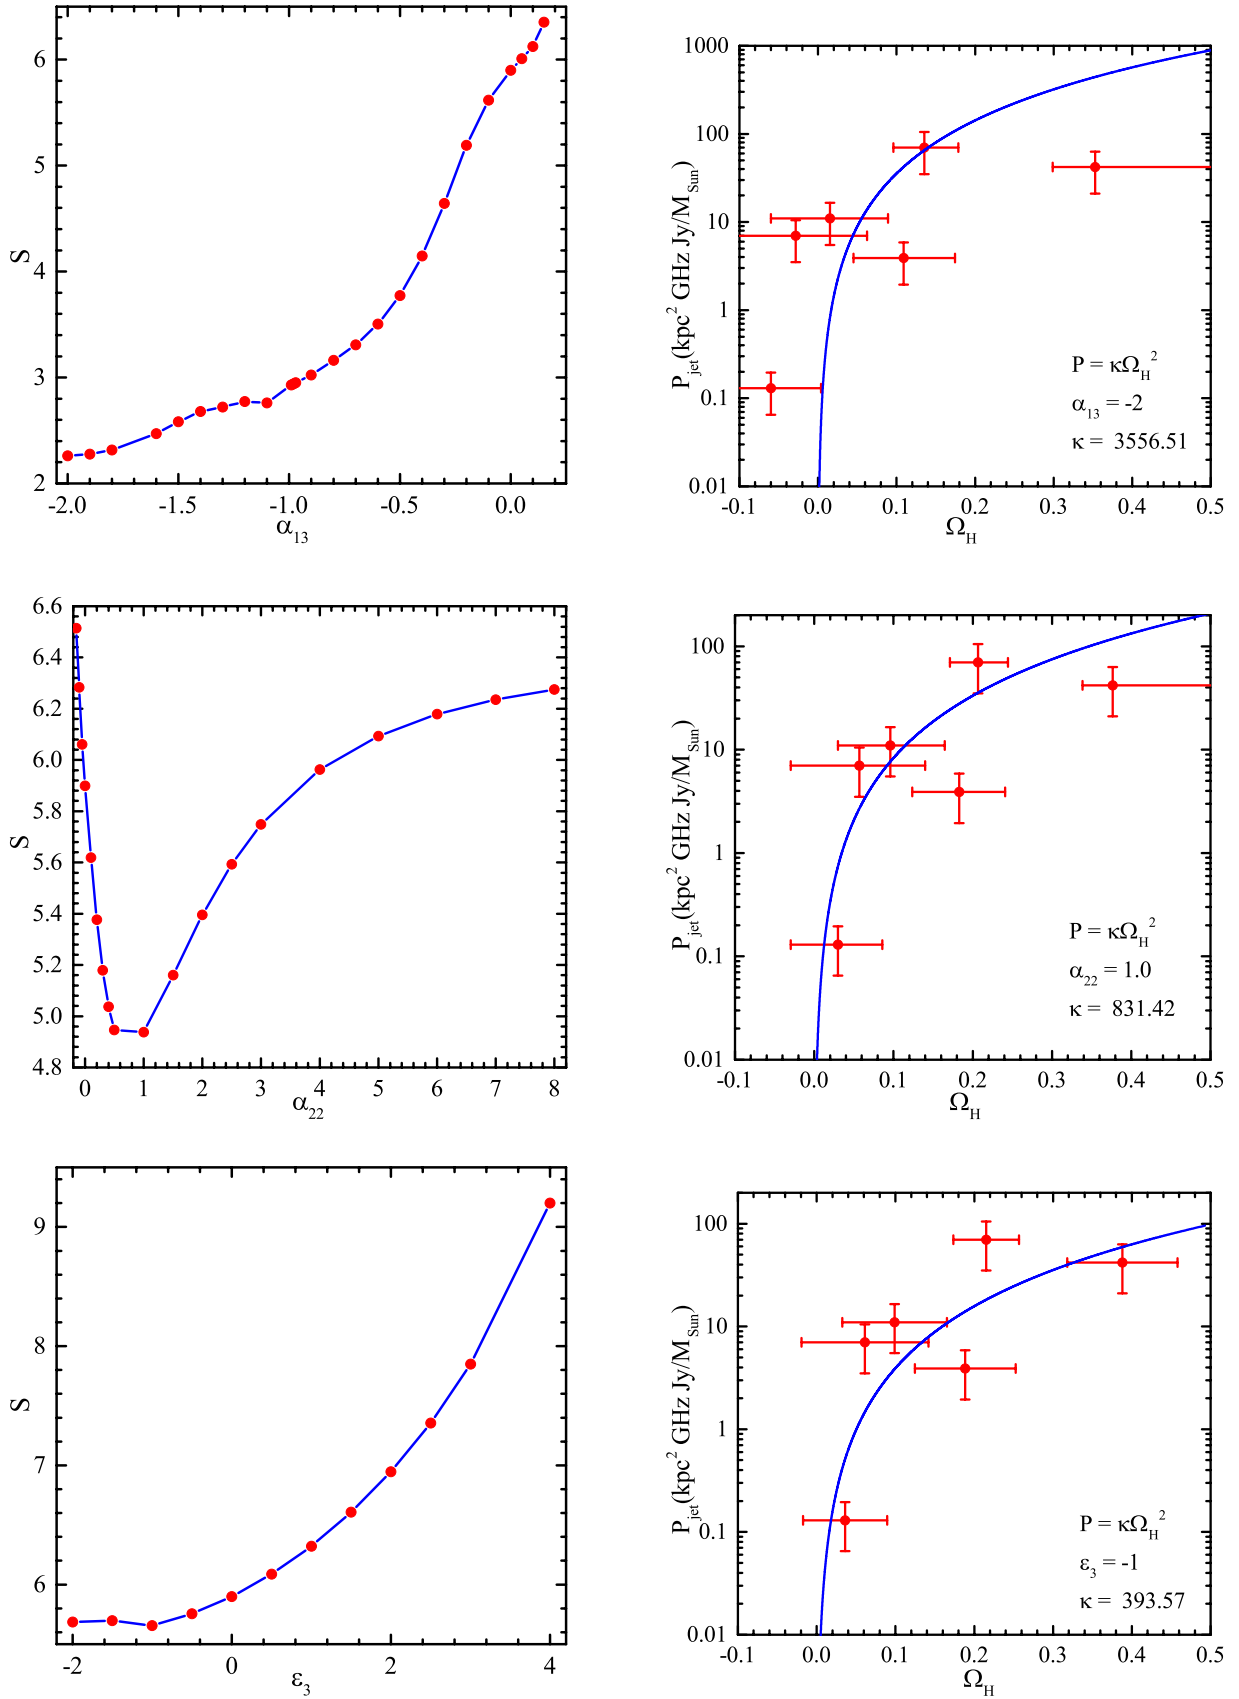 6
5
4
3
2
S
-2.0 -1.5 -1.0 -0.5 0.0
α13
1000
100
10
1
0.1
0.01
Pjet(kpc2 GHz Jy/MSun)
P = κΩH2
α13 = -2
κ = 3556.51
-0.1 0.0 0.1 0.2 0.3 0.4 0.5
ΩH
6.6
6.4
6.2
6.0
5.8
5.6
5.4
5.2
5.0
4.8
S
0 1 2 3 4 5 6 7 8
α22
100
10
1
0.1
0.01
Pjet(kpc2 GHz Jy/MSun)
P = κΩH2
α22 = 1.0
κ = 831.42
-0.1 0.0 0.1 0.2 0.3 0.4 0.5
ΩH
9
8
7
6
S
-2 0 2 4
ε3
100
10
1
0.1
0.01
Pjet(kpc2 GHz Jy/MSun)
P = κΩH2
ε3 = -1
κ = 393.57
-0.1 0.0 0.1 0.2 0.3 0.4 0.5
ΩH